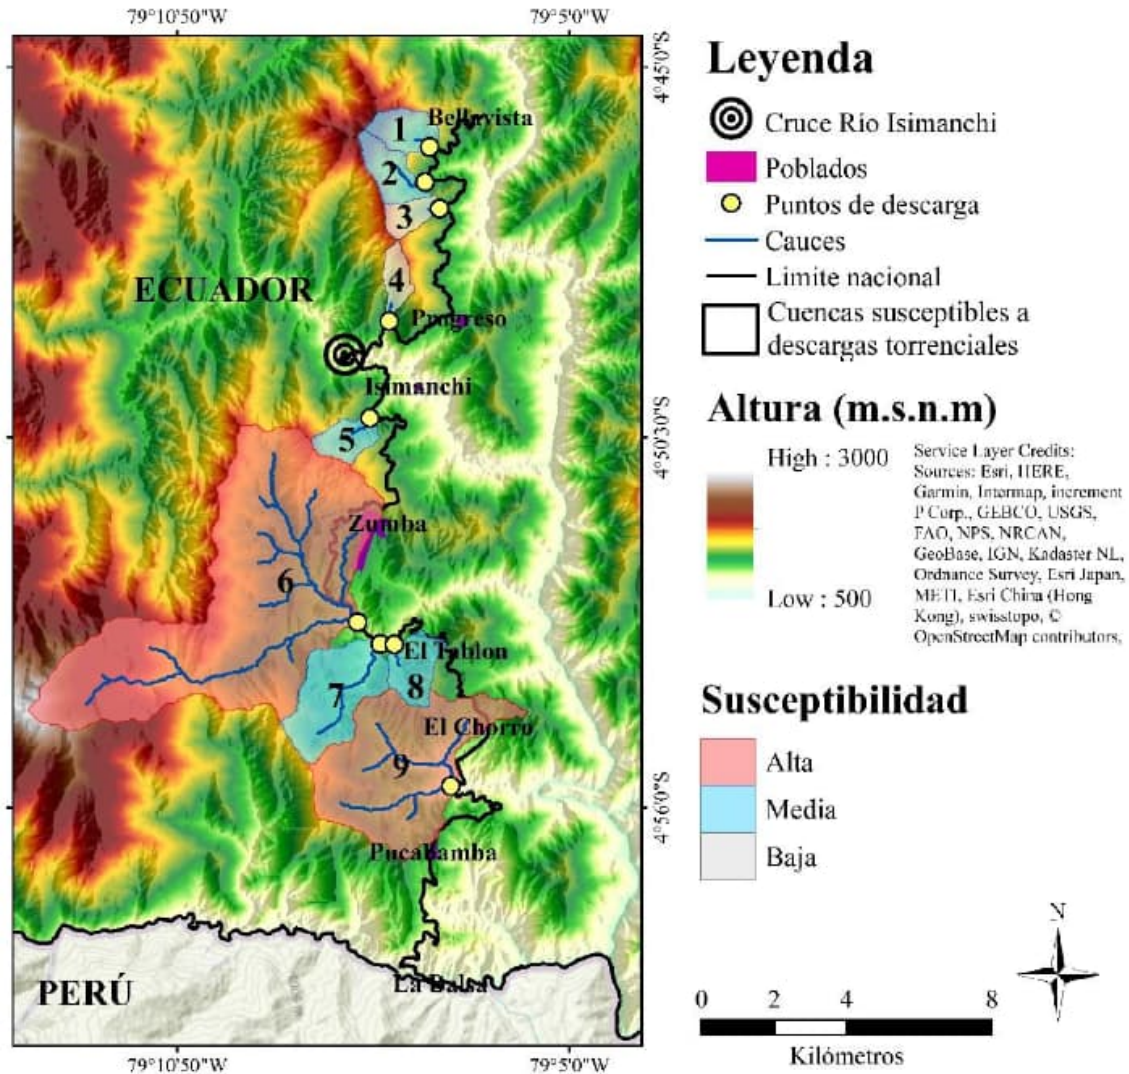 79°10'50"W
79°5'0"W
4°45'0"S
4°50'30"S
4°56'0"S
Bellavista
1
2
3
4
ECUADOR
Progreso
Isimanchi
5
Zumba
6
El Tablon
7
8
El Chorro
9
Pucabamba
PERÚ
La Balsa
79°10'50"W
79°5'0"W
Leyenda
Cruce Río Isimanchi
Poblados
Puntos de descarga
Cauces
Limite nacional
Cuencas susceptibles a
descargas torrenciales
Altura (m.s.n.m)
High : 3000
Low : 500
Service Layer Credits:
Sources: Esri, HERE,
Garmin, Intermap, increment
P Corp., GEBCO, USGS,
FAO, NPS, NRCAN,
GeoBase, IGN, Kadaster NL,
Ordnance Survey, Esri Japan,
METI, Esri China (Hong
Kong), swisstopo, ©
OpenStreetMap contributors,
Susceptibilidad
Alta
Media
Baja
N
0 2 4 8
Kilómetros